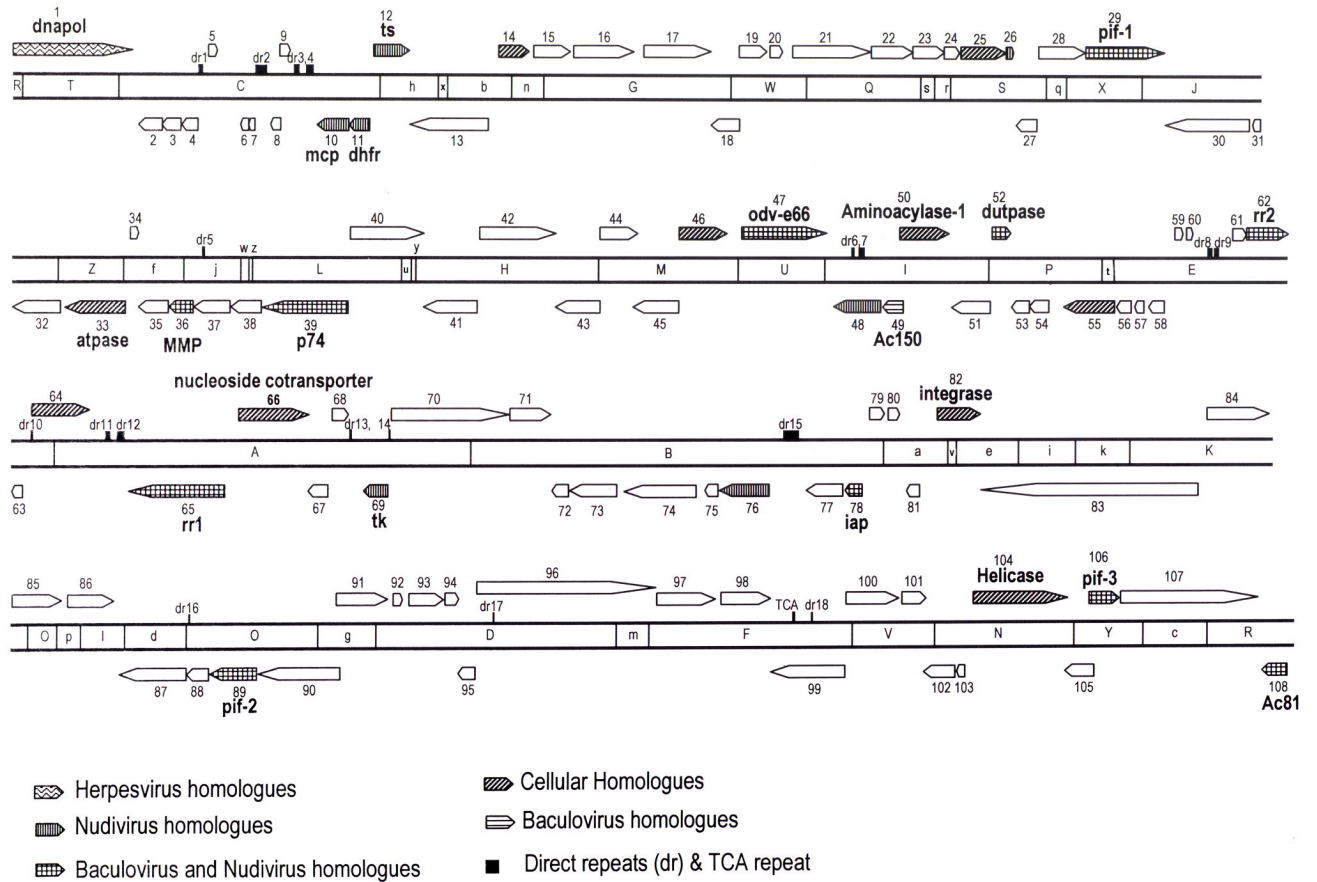 1 12 29
dnapol ts pif-1
5 9 14 15 16 17 19 20 21 22 23 24 25 26 28
dr1 dr2 dr3,4
R T C h x b n G W Q s r S q X J
2 3 4 6 7 8 10 11 13 18 27 30 31
mcp dhfr
47 50 52 62
odv-e66 Aminoacylase-1 dutpase rr2
34 40 42 44 46 59 60 61
dr5 w z y dr6,7 dr8 dr9
Z f j L u H M U I P t E
32 33 35 36 37 38 39 41 43 45 48 49 51 53 54 55 56 57 58
atpase MMP p74 Ac150
nucleoside cotransporter 82
integrase
64 66 68 70 71 79 80 84
dr10 dr11 dr12 dr13, 14 dr15
A B a v e i k K
63 65 67 69 72 73 74 75 76 77 78 81 83
rr1 tk iap
104 106
Helicase pif-3
85 86 91 92 93 94 96 97 98 100 101 107
dr16 dr17 TCA dr18
O p l d O g D m F V N Y c R
87 88 89 90 95 99 102 103 105 108
pif-2 Ac81
Herpesvirus homologues
Nudivirus homologues
Baculovirus and Nudivirus homologues
Cellular Homologues
Baculovirus homologues
Direct repeats (dr) & TCA repeat